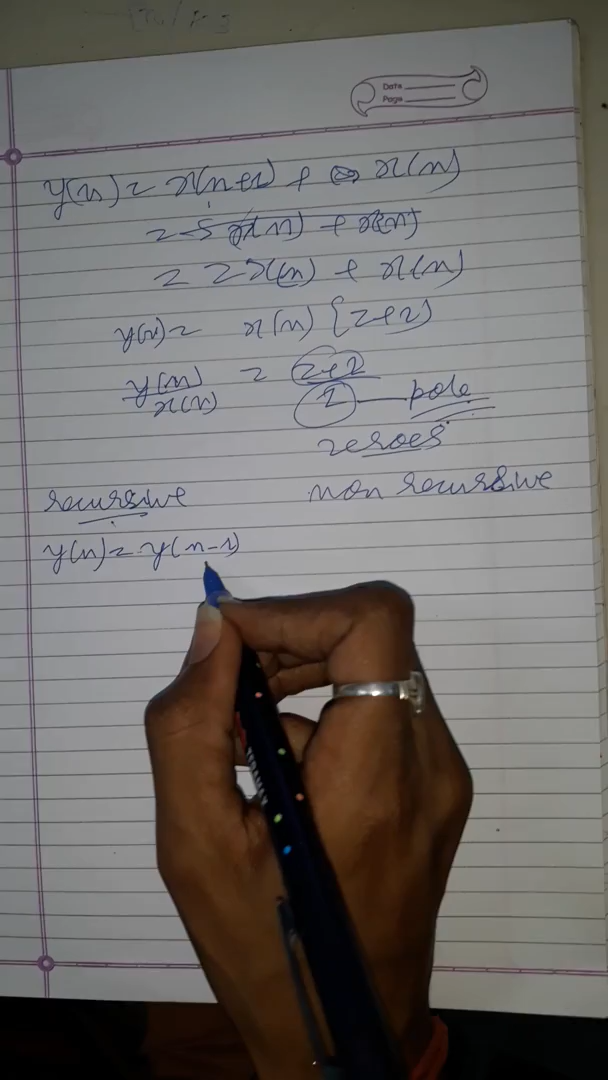 Date
Page
y(n) = x(n+1) + x(n)
= z x(n) + x(n)
y(n) = x(n) {z+1}
y(n)/x(n) = z+1/1 — pole
zeroes
recursive non recursive
y(n) = y(n-1)